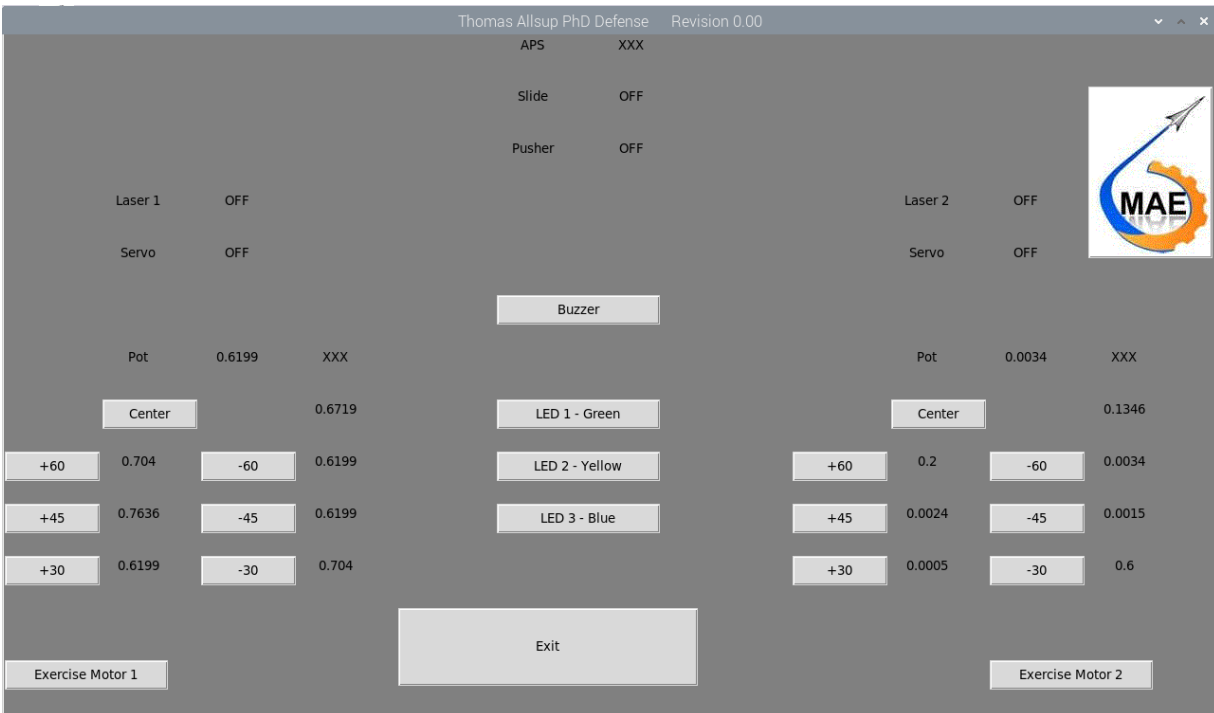 Thomas Allsup PhD Defense Revision 0.00
APS XXX
Slide OFF
Pusher OFF
MAE
Laser 1 OFF Laser 2 OFF
Servo OFF Servo OFF
Buzzer
Pot 0.6199 XXX Pot 0.0034 XXX
Center 0.6719 LED 1 - Green Center 0.1346
+60 0.704 -60 0.6199 LED 2 - Yellow +60 0.2 -60 0.0034
+45 0.7636 -45 0.6199 LED 3 - Blue +45 0.0024 -45 0.0015
+30 0.6199 -30 0.704 +30 0.0005 -30 0.6
Exit
Exercise Motor 1 Exercise Motor 2